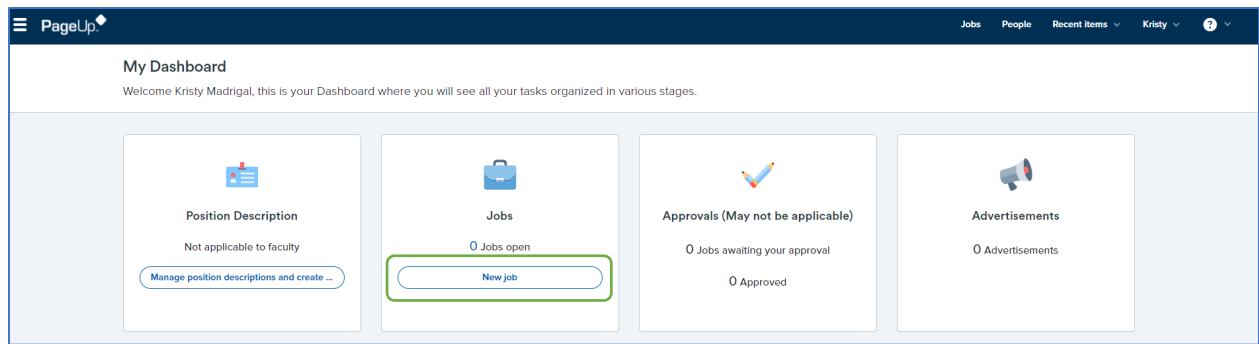 PageUp
Jobs People Recent items Kristy ?
My Dashboard
Welcome Kristy Madrigal, this is your Dashboard where you will see all your tasks organized in various stages.
Position Description
Not applicable to faculty
Manage position descriptions and create ...
Jobs
0 Jobs open
New job
Approvals (May not be applicable)
0 Jobs awaiting your approval
0 Approved
Advertisements
0 Advertisements